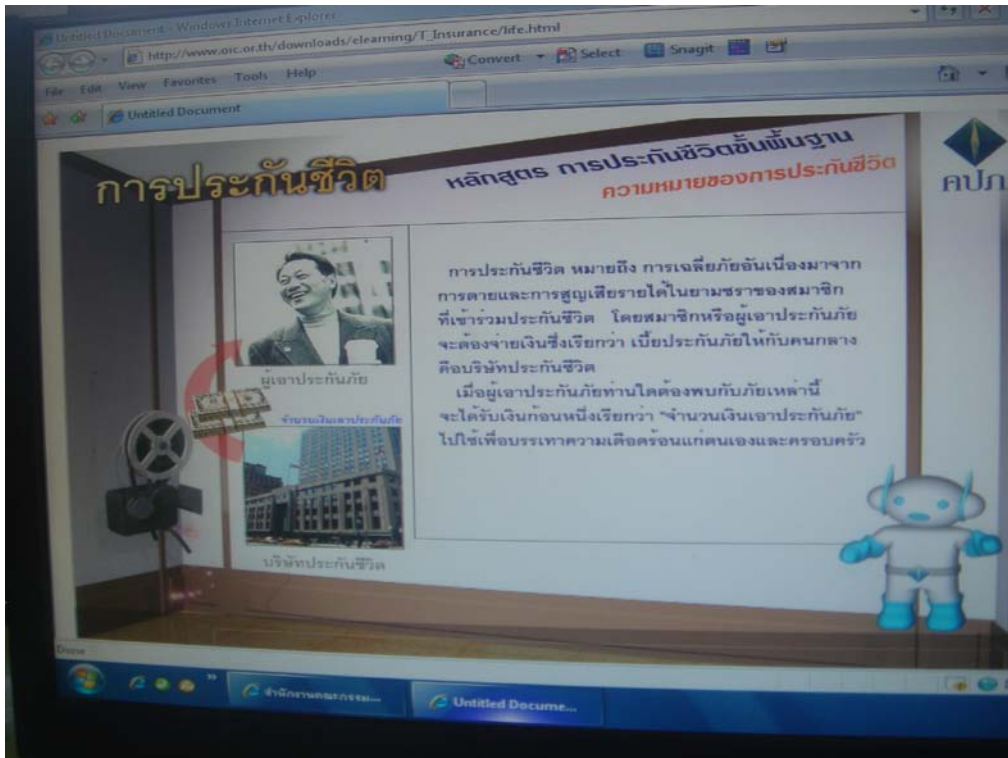 Untitled Document - Windows Internet Explorer
http://www.oic.or.th/downloads/elearning/T_Insurance/life.html
File Edit View Favorites Tools Help
Convert Select Snagit
Untitled Document
การประกันชีวิต
หลักสูตร การประกันชีวิตขั้นพื้นฐาน
ความหมายของการประกันชีวิต
คปภ
การประกันชีวิต หมายถึง การเฉลี่ยภัยอันเนื่องมาจาก
การตายและการสูญเสียรายได้ในยามชราของสมาชิก
ที่เข้าร่วมประกันชีวิต โดยสมาชิกหรือผู้เอาประกันภัย
จะต้องจ่ายเงินซึ่งเรียกว่า เบี้ยประกันภัยให้กับคนกลาง
คือบริษัทประกันชีวิต
เมื่อผู้เอาประกันภัยท่านใดต้องพบกับภัยเหล่านี้
จะได้รับเงินก้อนหนึ่งเรียกว่า "จำนวนเงินเอาประกันภัย"
ไปใช้เพื่อบรรเทาความเดือดร้อนแก่ตนเองและครอบครัว
ผู้เอาประกันภัย
จำนวนเงินเอาประกันภัย
บริษัทประกันชีวิต
Done
สำนักงานคณะกรรม...
Untitled Docume...